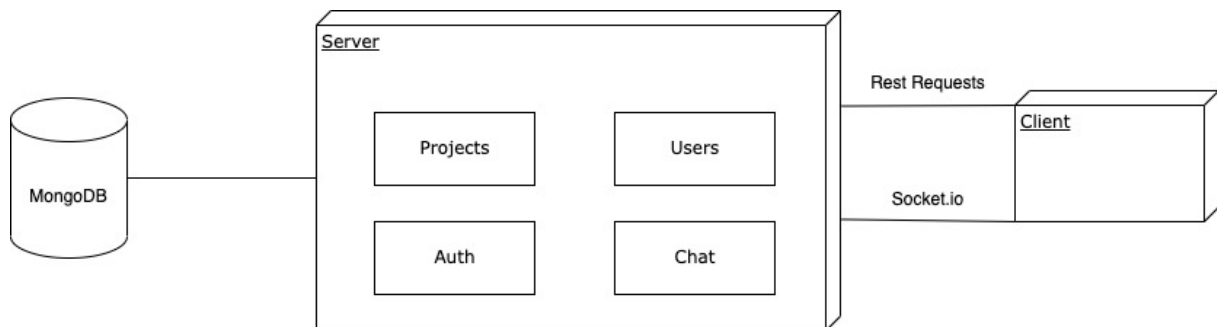 Server
Rest Requests
Client
Projects
Users
MongoDB
Socket.io
Auth
Chat